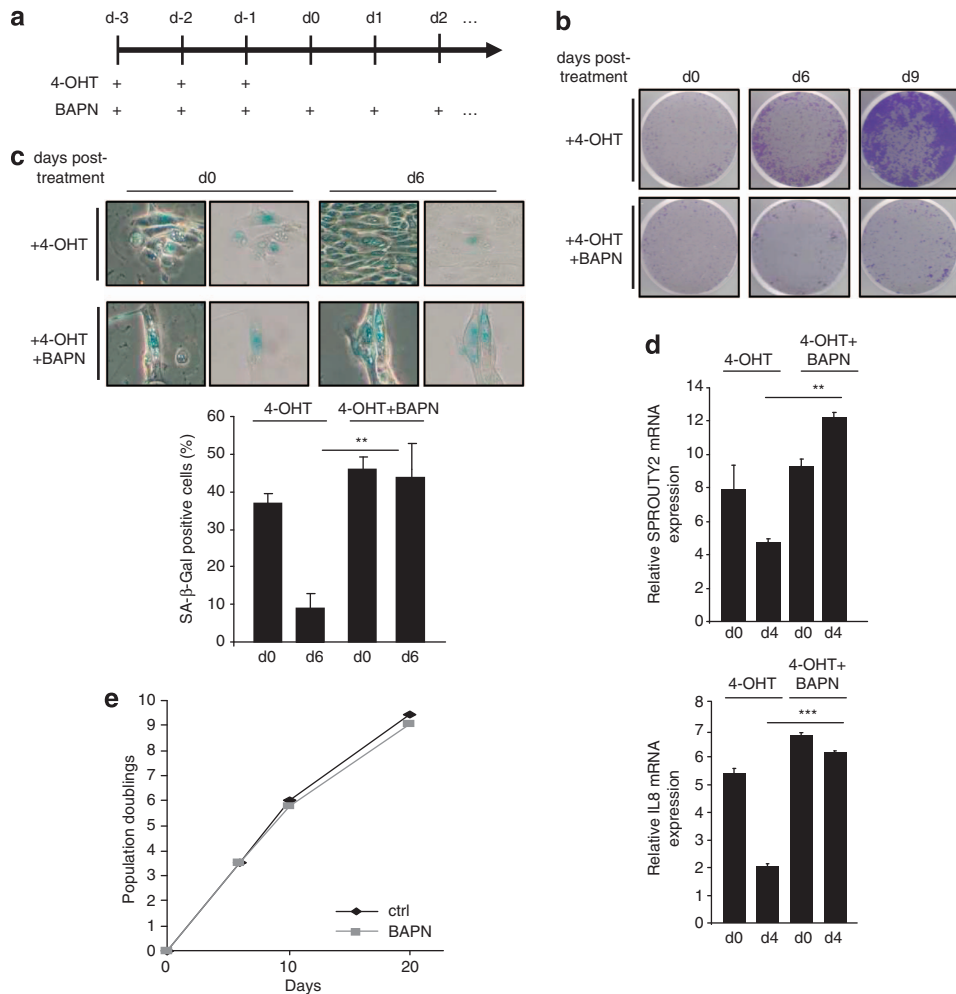 a
d-3 d-2 d-1 d0 d1 d2 ...
4-OHT + + +
BAPN + + + + + + ...
b
days post-
treatment d0 d6 d9
+4-OHT
+4-OHT
+BAPN
c
days post-
treatment d0 d6
+4-OHT
+4-OHT
+BAPN
4-OHT 4-OHT+BAPN
**
SA-β-Gal positive cells (%)
60
50
40
30
20
10
0
d0 d6 d0 d6
d
4-OHT 4-OHT+
BAPN
**
Relative SPROUTY2 mRNA
expression
14
12
10
8
6
4
2
0
d0 d4 d0 d4
4-OHT 4-OHT+
BAPN
***
Relative IL8 mRNA
expression
8
7
6
5
4
3
2
1
0
d0 d4 d0 d4
e
Population doublings
10
9
8
7
6
5
4
3
2
1
0
ctrl
BAPN
0 10 20
Days